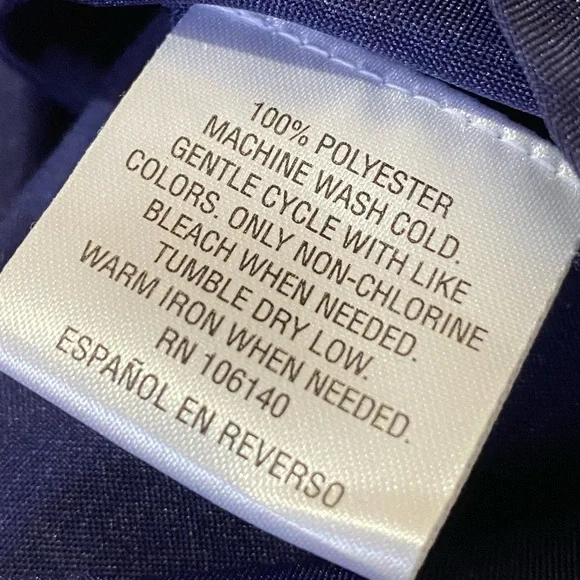 100% POLYESTER
MACHINE WASH COLD.
GENTLE CYCLE WITH LIKE
COLORS. ONLY NON-CHLORINE
BLEACH WHEN NEEDED.
TUMBLE DRY LOW.
WARM IRON WHEN NEEDED.
RN 106140
ESPAÑOL EN REVERSO